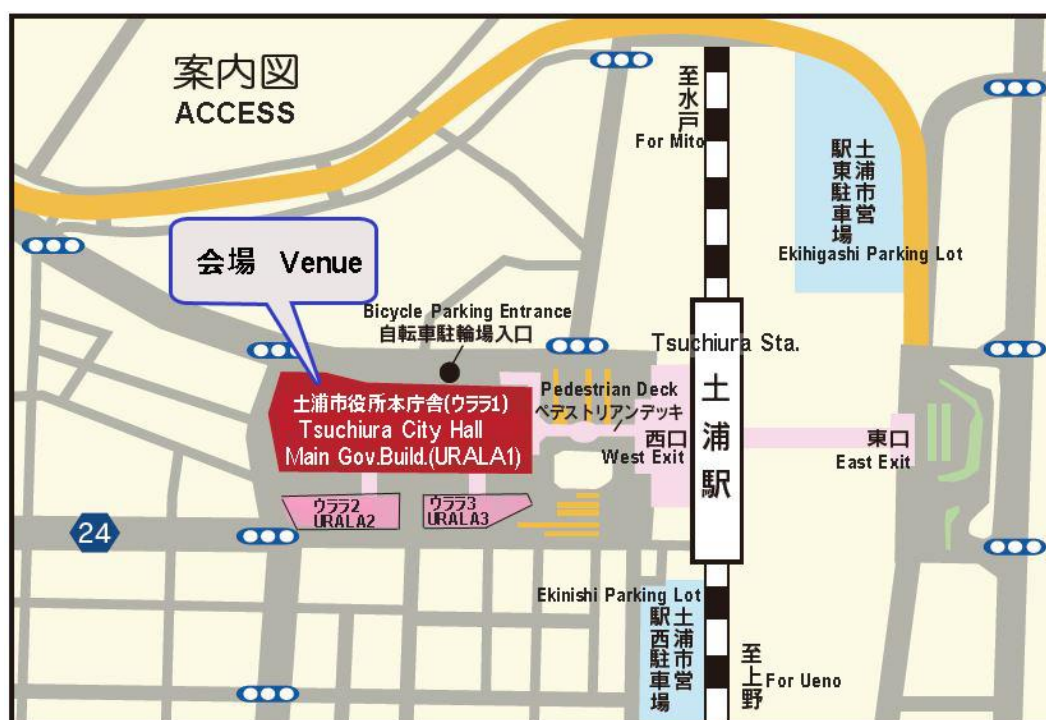 案内図
ACCESS
至水戸
For Mito
土浦市営
駅東駐車場
Ekihigashi Parking Lot
会場 Venue
Bicycle Parking Entrance
自転車駐輪場入口
Tsuchiura Sta.
土浦駅
Pedestrian Deck
ペデストリアンデッキ
西口
West Exit
東口
East Exit
土浦市役所本庁舎(ウララ1)
Tsuchiura City Hall
Main Gov.Build.(URALA1)
ウララ2
URALA2
ウララ3
URALA3
24
Ekinishi Parking Lot
土浦市営
駅西駐車場
至上野
For Ueno